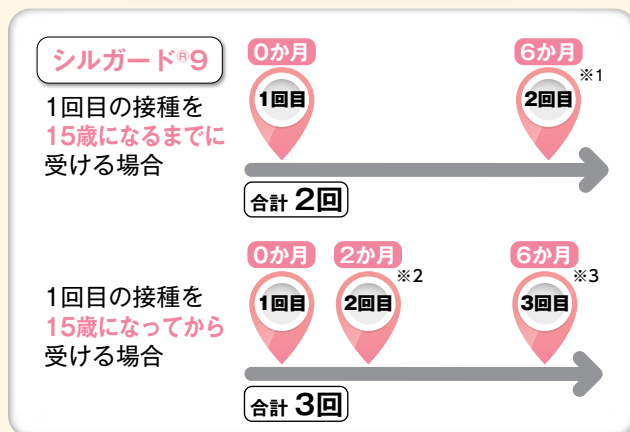 シルガード®9
1回目の接種を
15歳になるまでに
受ける場合
0か月
6か月
1回目
2回目
※1
合計 2回
1回目の接種を
15歳になってから
受ける場合
0か月
2か月
6か月
1回目
2回目
※2
3回目
※3
合計 3回